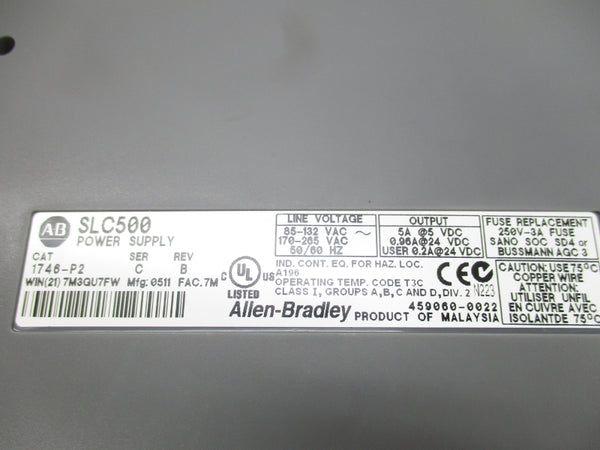 AB SLC500
POWER SUPPLY
CAT SER REV
1746-P2 C B
WIN(21) 7M3GU7FW Mfg: 0511 FAC.7M
C UL US
LISTED
LINE VOLTAGE
85-132 VAC ~
170-265 VAC
50/60 HZ
OUTPUT
5A @5 VDC
0.96A@24 VDC
USER 0.2A@24 VDC
FUSE REPLACEMENT
250V-3A FUSE
SANO SOC SD4 or
BUSSMANN AGC 3
IND. CONT. EQ. FOR HAZ. LOC.
A196
OPERATING TEMP. CODE T3C
CLASS I, GROUPS A,B,C AND D,DIV. 2
CE
N223
459060-0022
Allen-Bradley PRODUCT OF MALAYSIA
CAUTION: USE 75°C
COPPER WIRE
ATTENTION:
UTILISER UNFIL
EN CUIVRE AVEC
ISOLANTDE 75°C